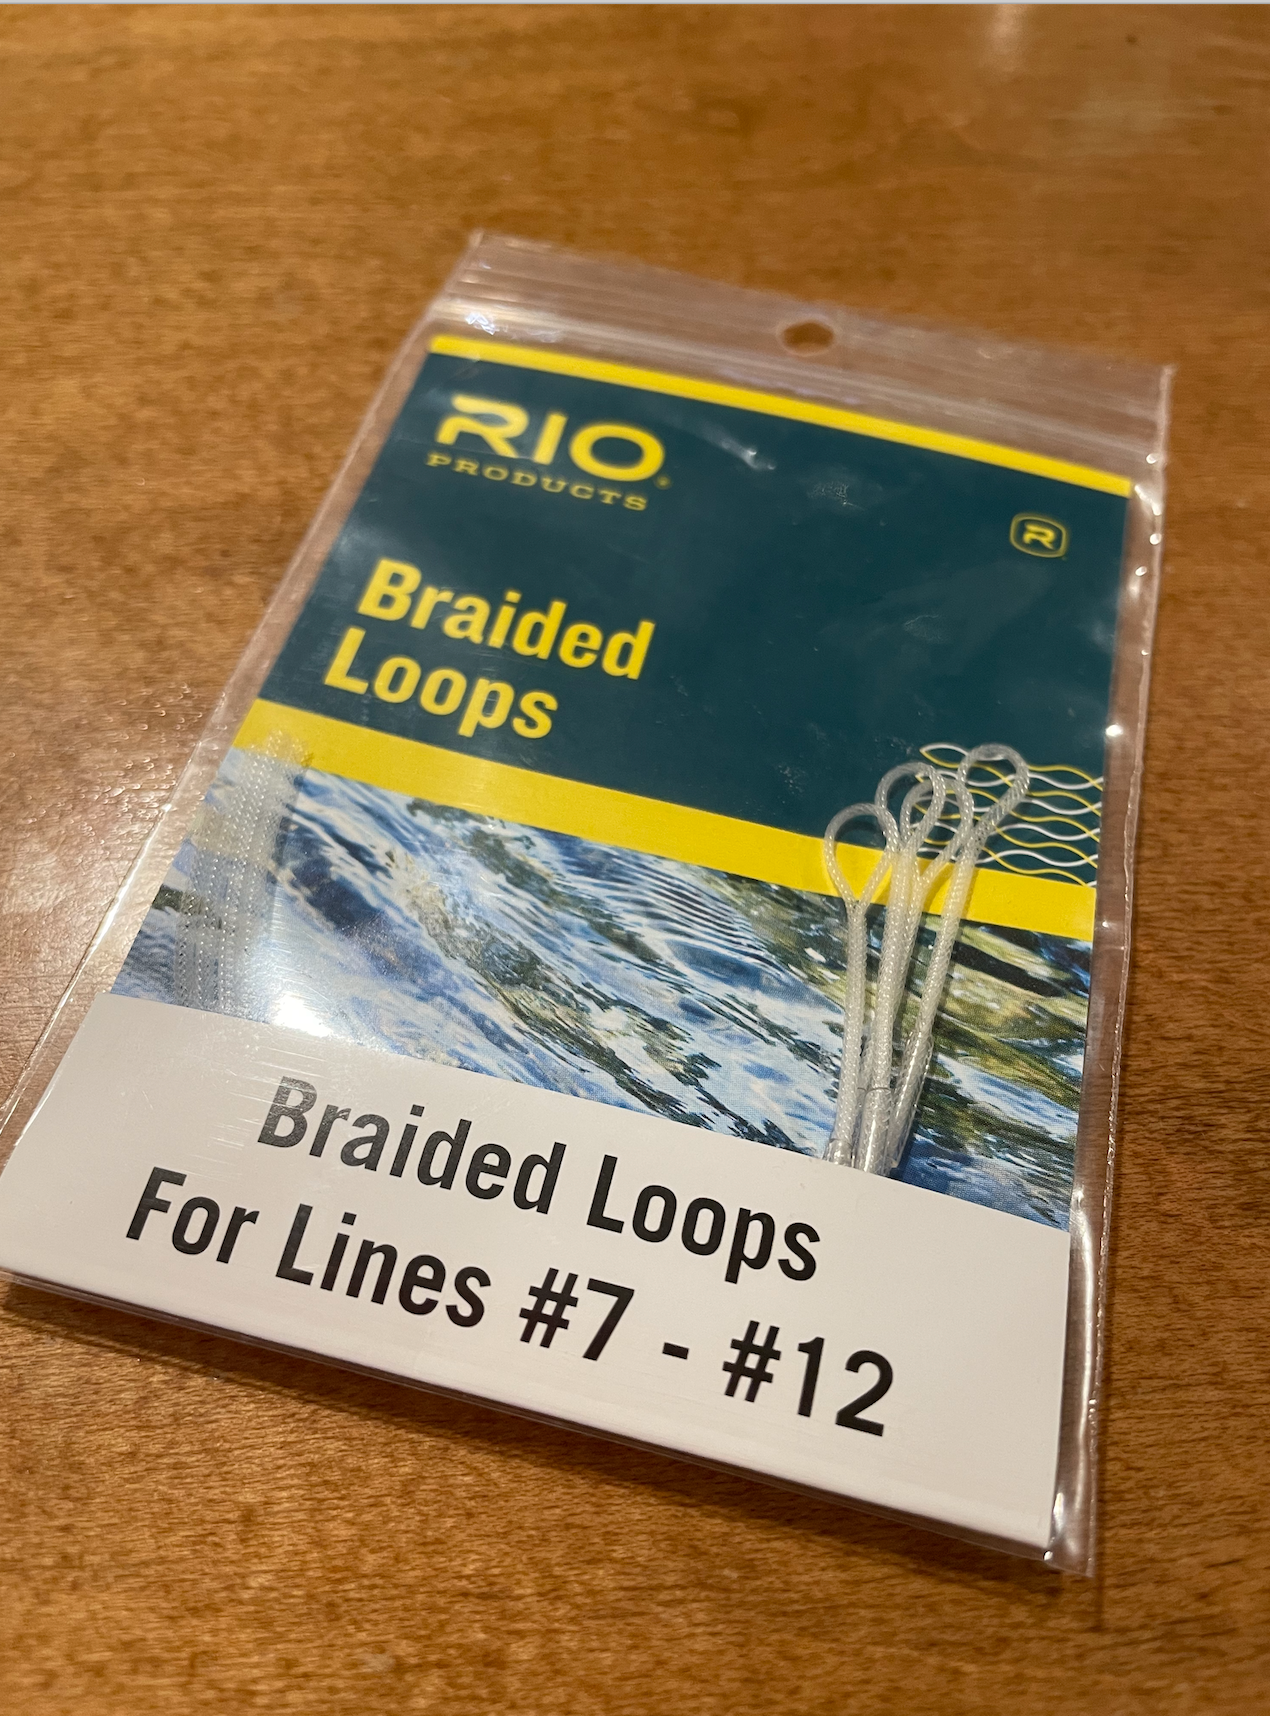 RIO®
PRODUCTS
R
Braided
Loops
Braided Loops
For Lines #7 - #12